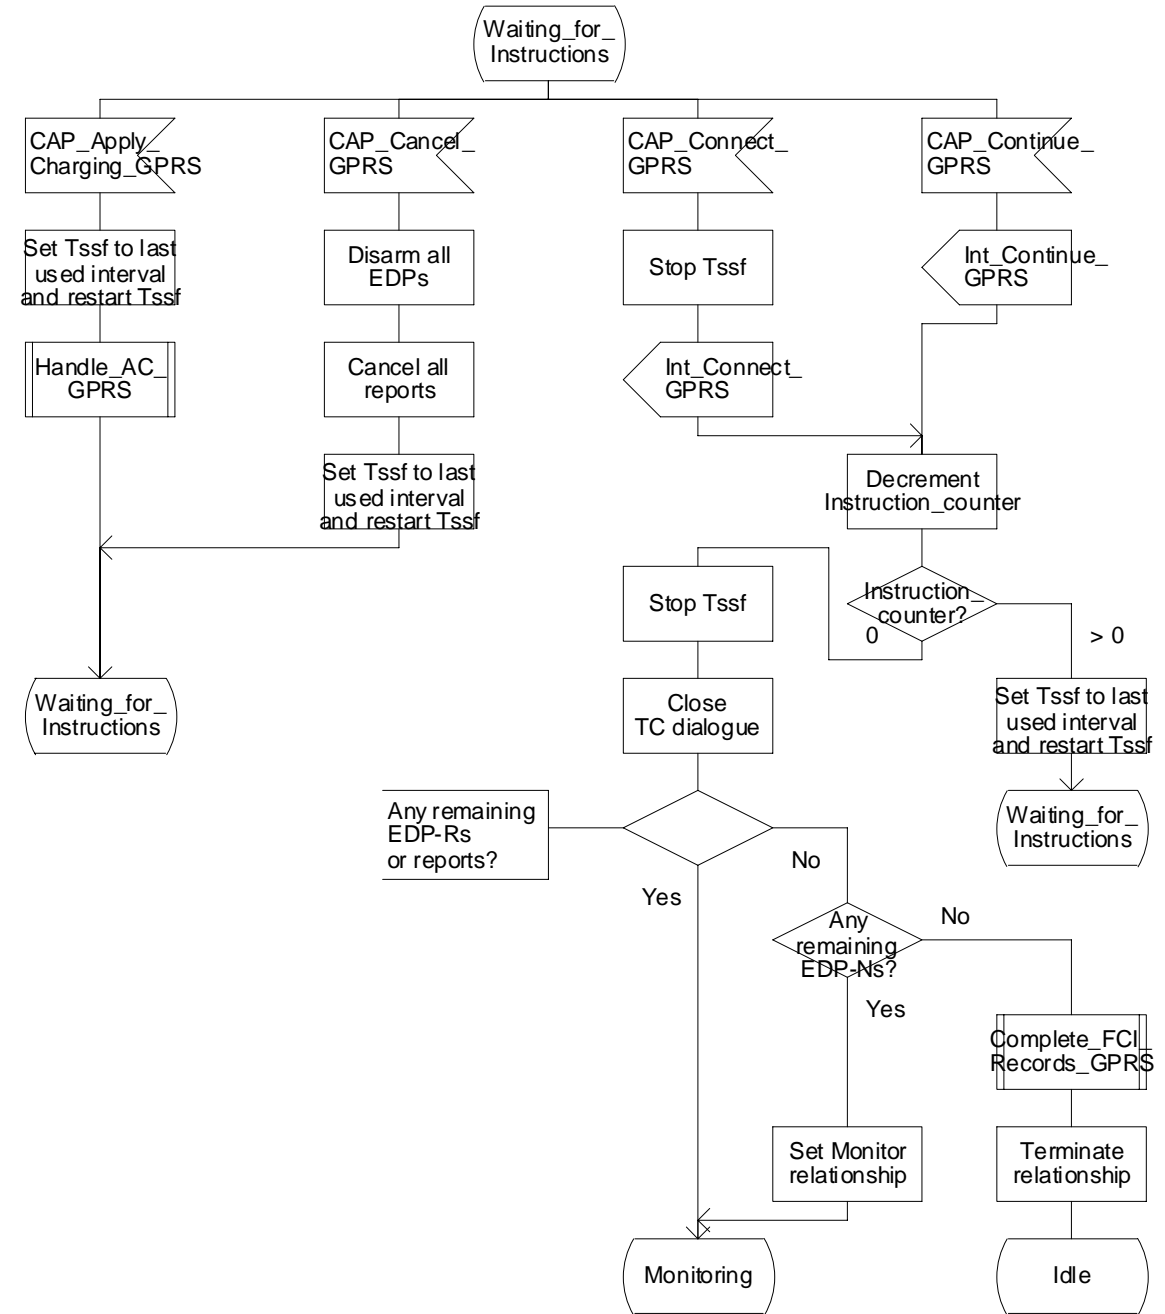 Waiting_for_
Instructions
CAP_Apply_
Charging_GPRS
CAP_Cancel_
GPRS
CAP_Connect_
GPRS
CAP_Continue_
GPRS
Set Tssf to last
used interval
and restart Tssf
Disarm all
EDPs
Stop Tssf
Int_Continue_
GPRS
Handle_AC_
GPRS
Cancel all
reports
Int_Connect_
GPRS
Set Tssf to last
used interval
and restart Tssf
Decrement
Instruction_counter
Stop Tssf
Instruction_
counter?
0
> 0
Waiting_for_
Instructions
Close
TC dialogue
Set Tssf to last
used interval
and restart Tssf
Any remaining
EDP-Rs
or reports?
No
Yes
Waiting_for_
Instructions
Any
remaining
EDP-Ns?
No
Yes
Complete_FCI_
Records_GPRS
Set Monitor
relationship
Terminate
relationship
Monitoring
Idle